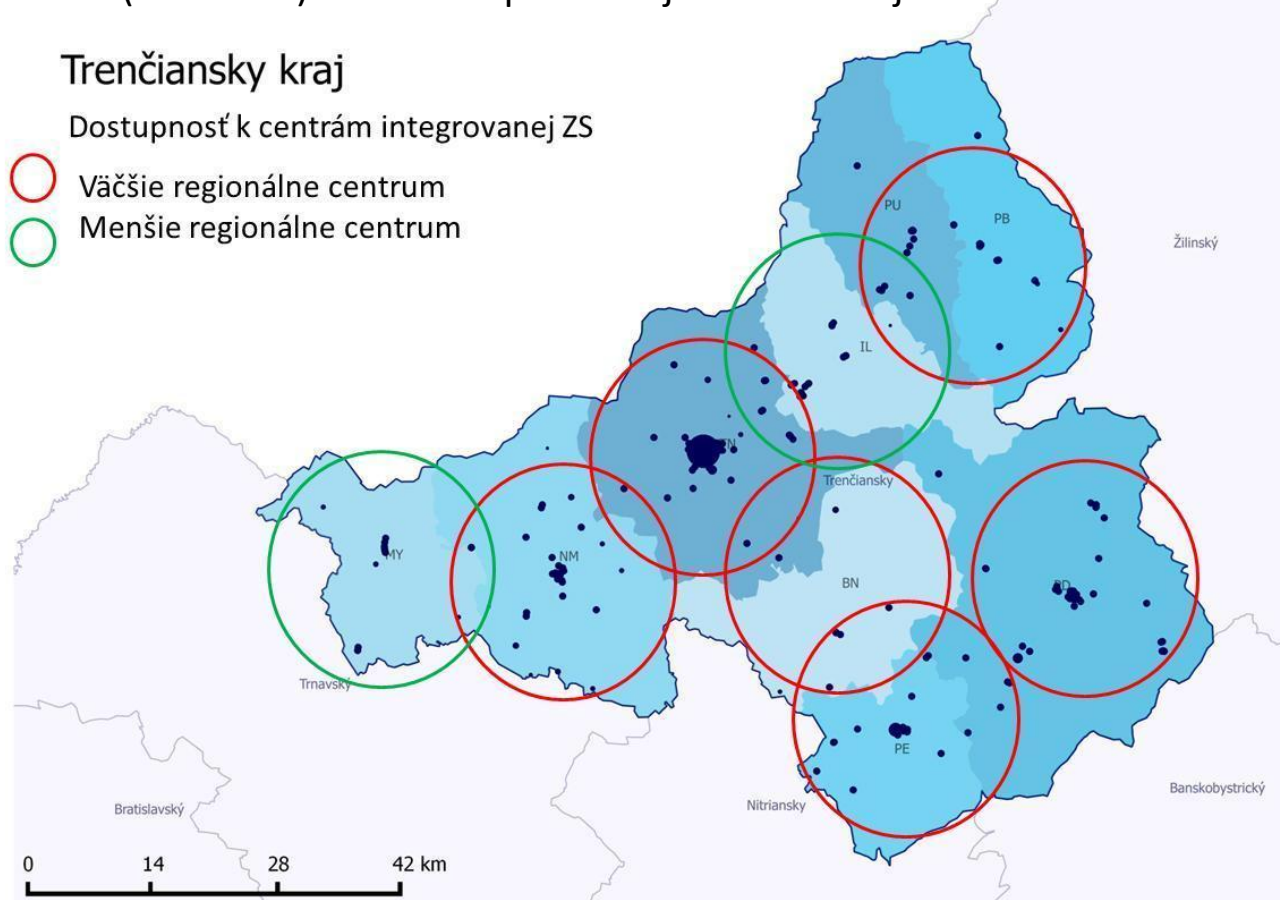 Trenčiansky kraj
Dostupnosť k centrám integrovanej ZS
Väčšie regionálne centrum
Menšie regionálne centrum
PU
PB
Žilinský
IL
TN
Trenčiansky
MY
NM
BN
PD
Trnavský
PE
Bratislavský
Nitriansky
Banskobystrický
0 14 28 42 km